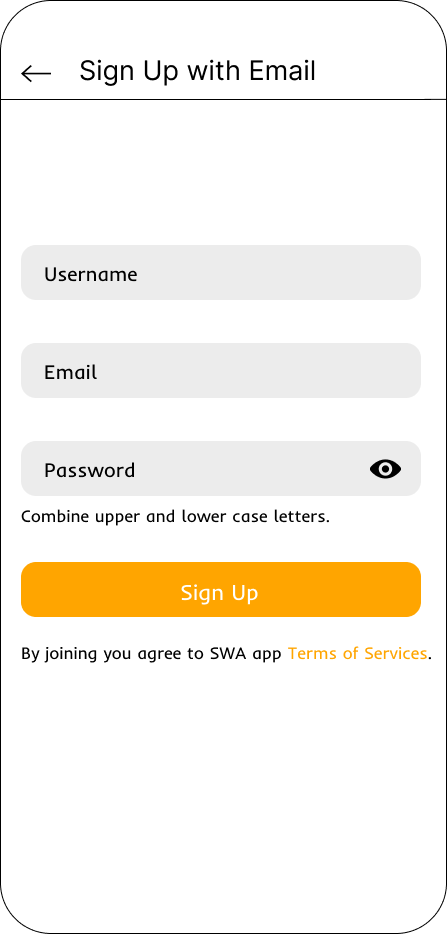 Sign Up with Email
Username
Email
Password
Combine upper and lower case letters.
Sign Up
By joining you agree to SWA app Terms of Services.